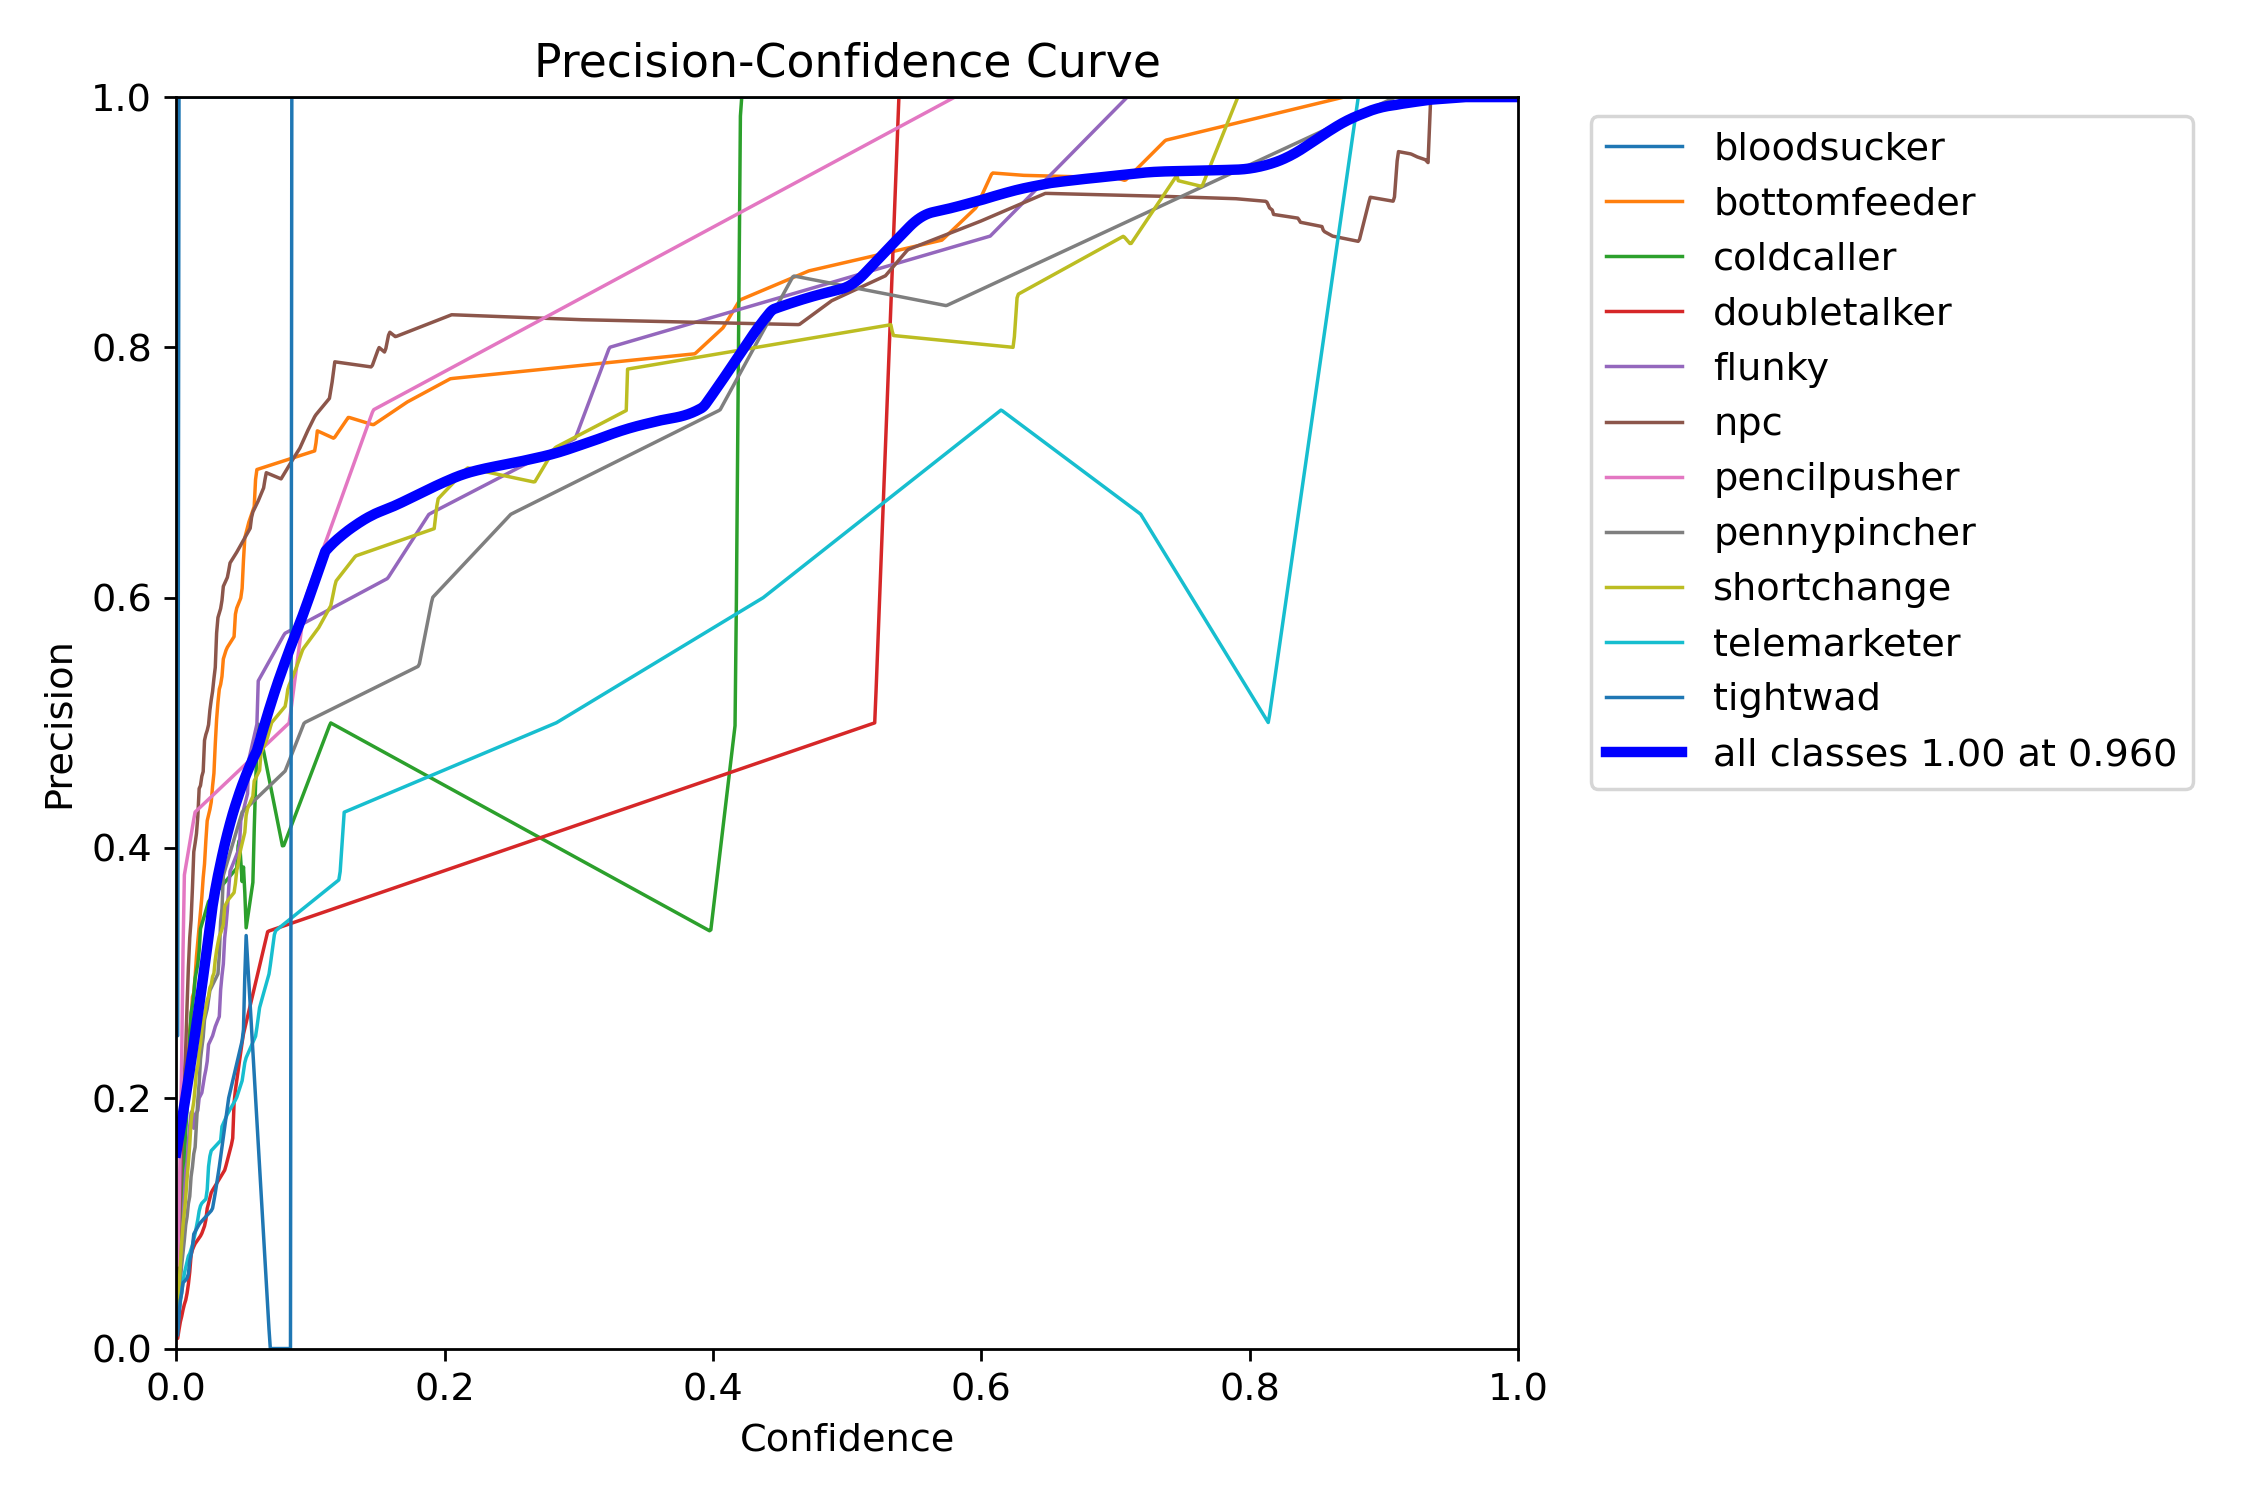 Precision-Confidence Curve
1.0
0.8
0.6
0.4
0.2
0.0
Precision
0.0 0.2 0.4 0.6 0.8 1.0
Confidence
bloodsucker
bottomfeeder
coldcaller
doubletalker
flunky
npc
pencilpusher
pennypincher
shortchange
telemarketer
tightwad
all classes 1.00 at 0.960